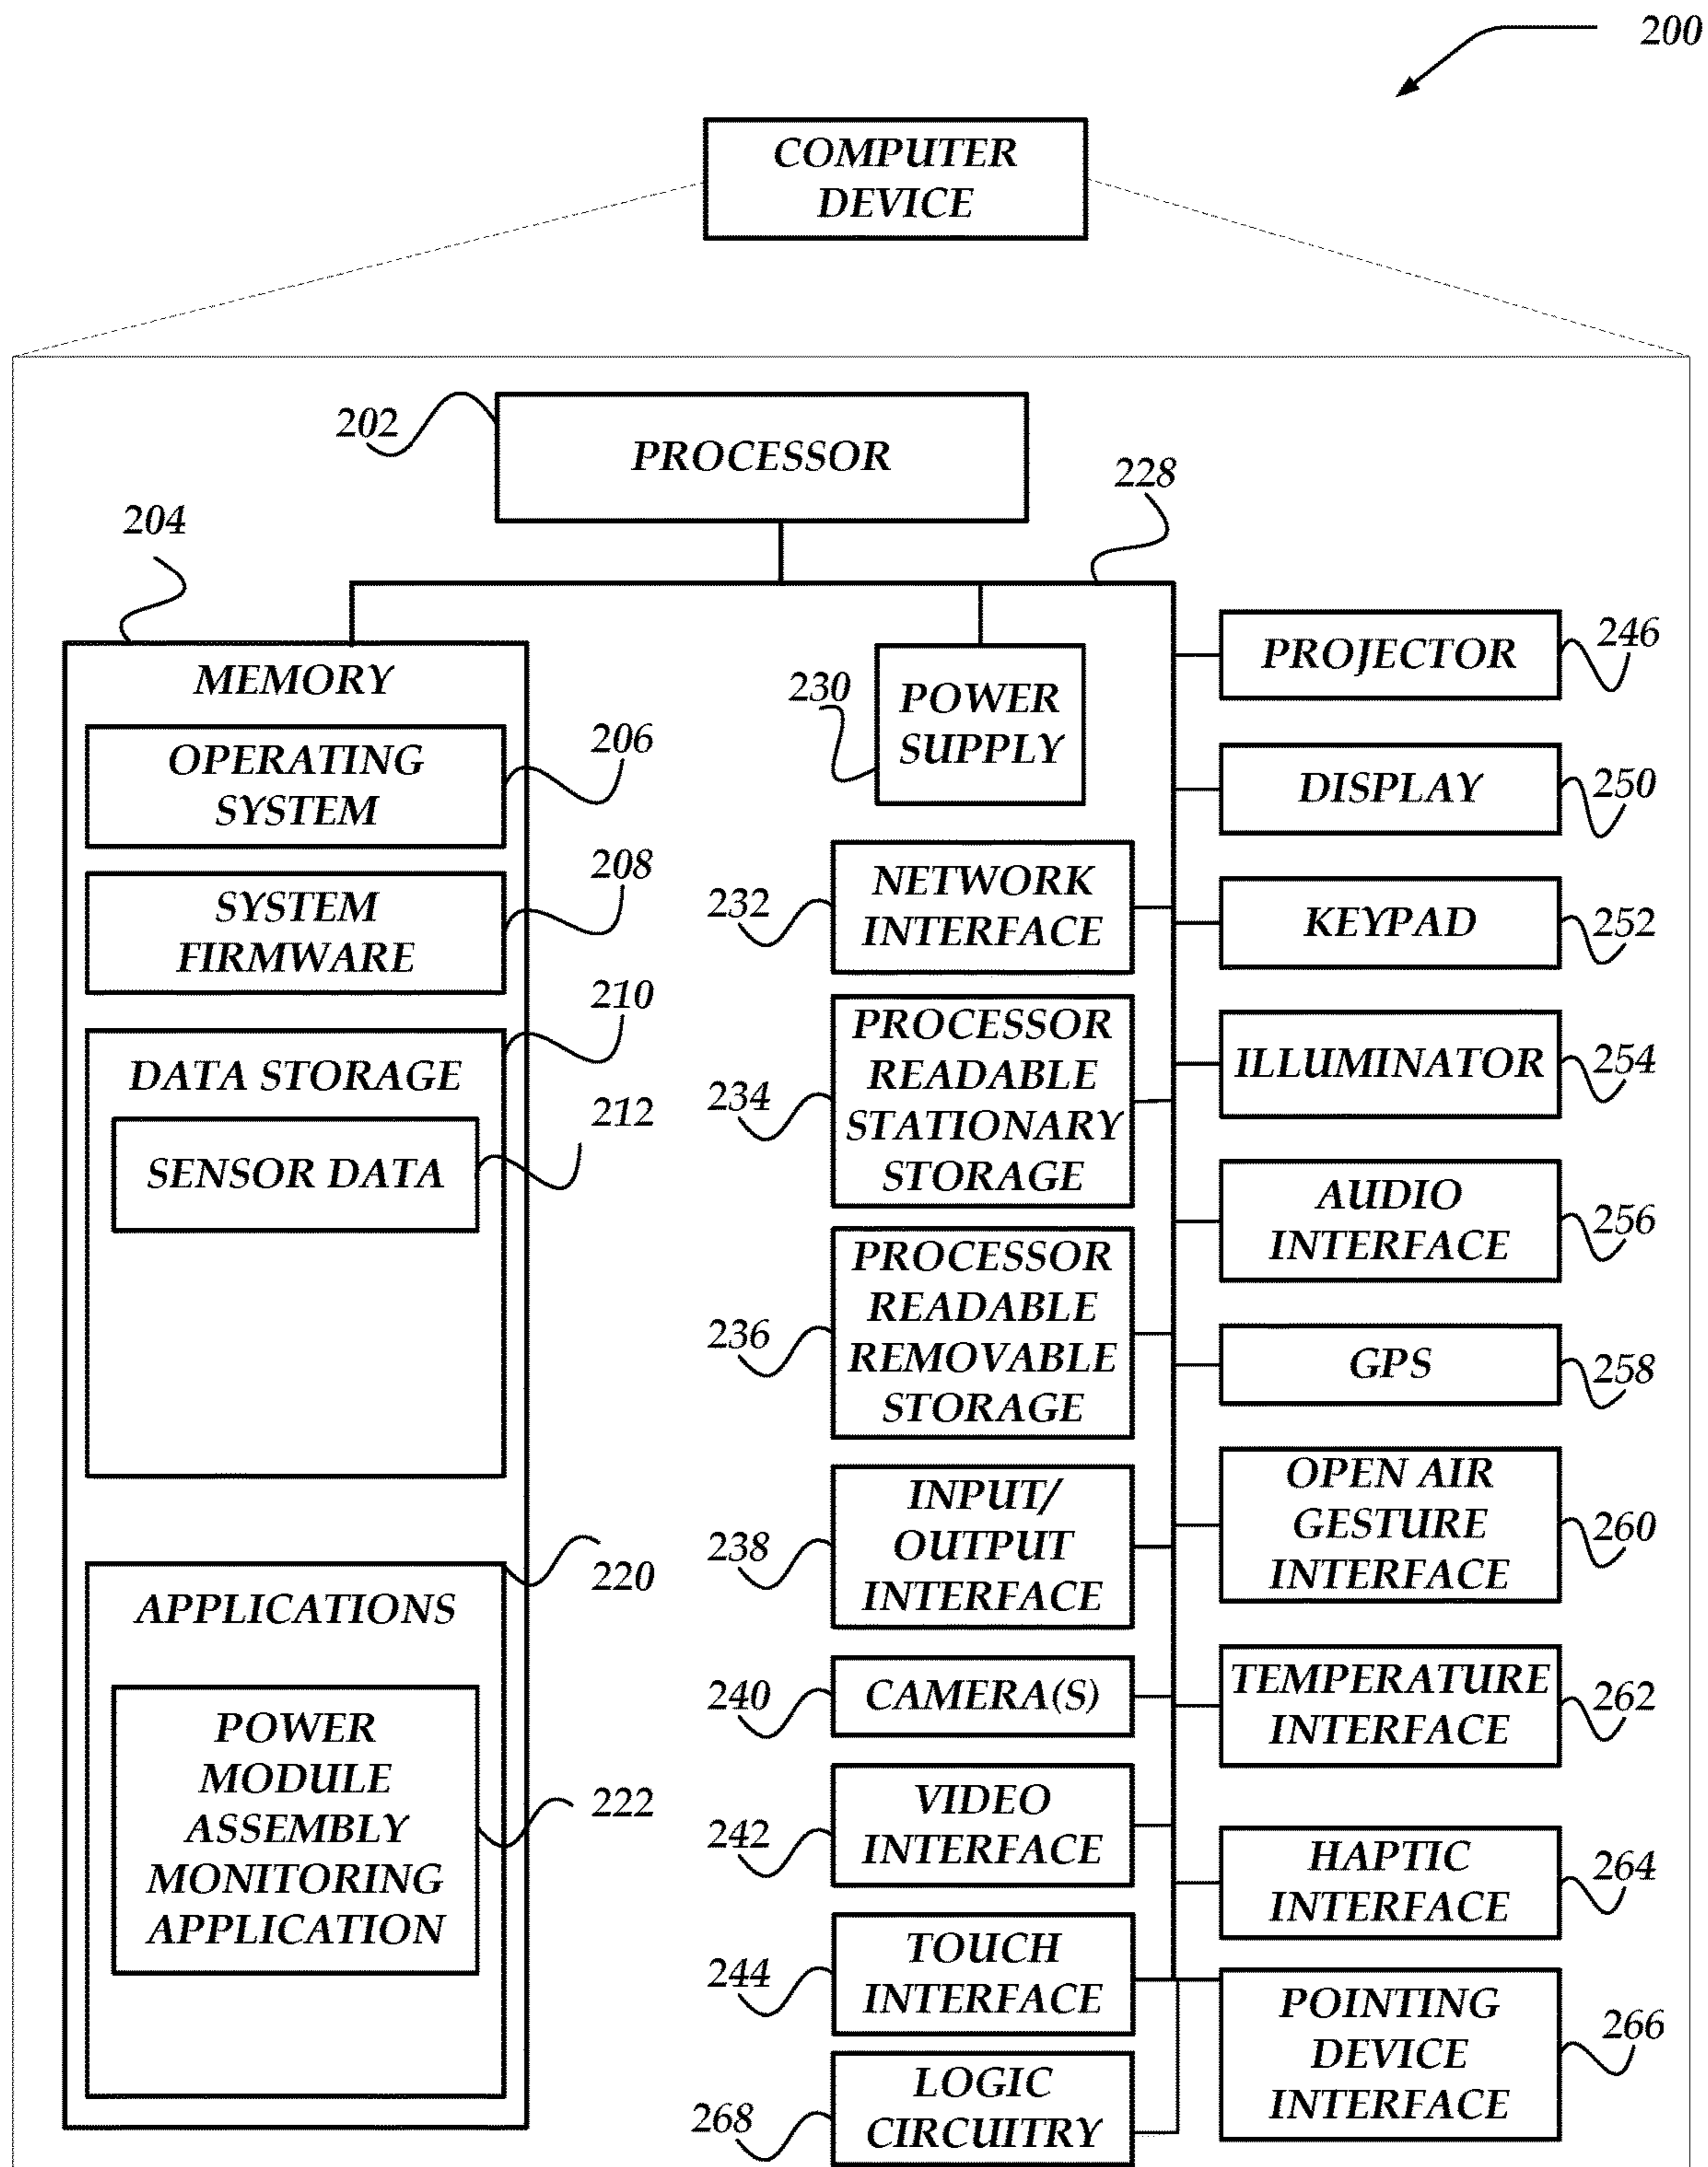 200
COMPUTER
DEVICE
202
PROCESSOR
228
204
MEMORY
OPERATING
SYSTEM
206
SYSTEM
FIRMWARE
208
DATA STORAGE
210
SENSOR DATA
212
APPLICATIONS
220
POWER
MODULE
ASSEMBLY
MONITORING
APPLICATION
222
230
POWER
SUPPLY
232
NETWORK
INTERFACE
234
PROCESSOR
READABLE
STATIONARY
STORAGE
236
PROCESSOR
READABLE
REMOVABLE
STORAGE
238
INPUT/
OUTPUT
INTERFACE
240
CAMERA(S)
242
VIDEO
INTERFACE
244
TOUCH
INTERFACE
268
LOGIC
CIRCUITRY
PROJECTOR
246
DISPLAY
250
KEYPAD
252
ILLUMINATOR
254
AUDIO
INTERFACE
256
GPS
258
OPEN AIR
GESTURE
INTERFACE
260
TEMPERATURE
INTERFACE
262
HAPTIC
INTERFACE
264
POINTING
DEVICE
INTERFACE
266